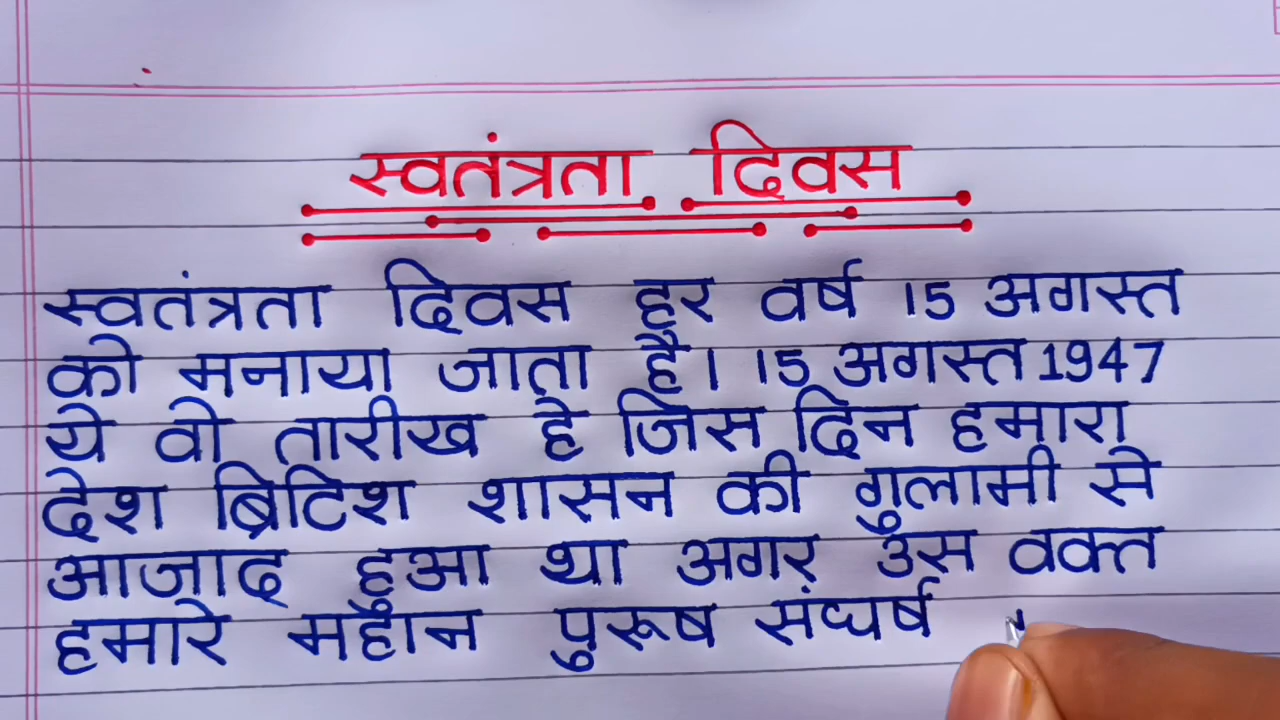 स्वतंत्रता दिवस
स्वतंत्रता दिवस हर वर्ष 15 अगस्त
को मनाया जाता है। 15 अगस्त 1947
ये वो तारीख है जिस दिन हमारा
देश ब्रिटिश शासन की गुलामी से
आजाद हुआ था अगर उस वक्त
हमारे महान पुरूष संघर्ष